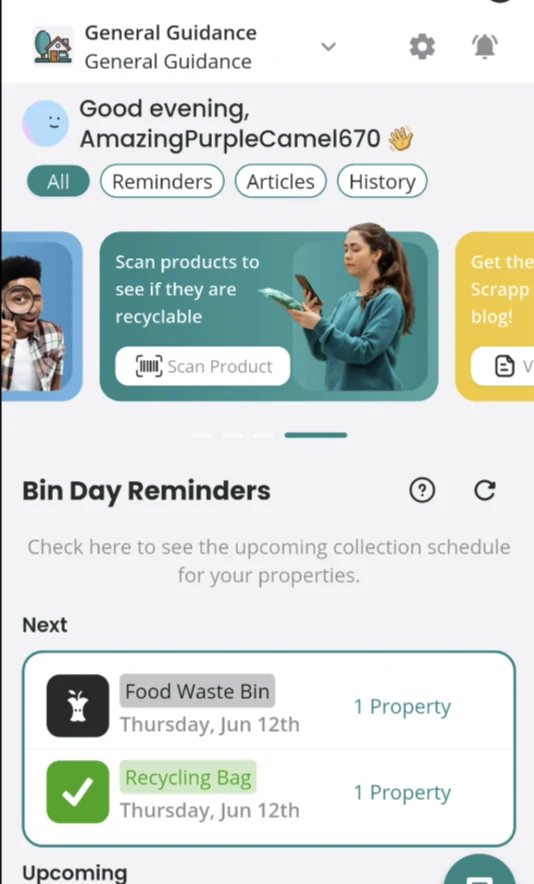 General Guidance
General Guidance
Good evening,
AmazingPurpleCamel670 👋
All
Reminders
Articles
History
Scan products to
see if they are
recyclable
Scan Product
Get the
Scrapp
blog!
V
Bin Day Reminders
Check here to see the upcoming collection schedule
for your properties.
Next
Food Waste Bin
Thursday, Jun 12th
1 Property
Recycling Bag
Thursday, Jun 12th
1 Property
Upcoming